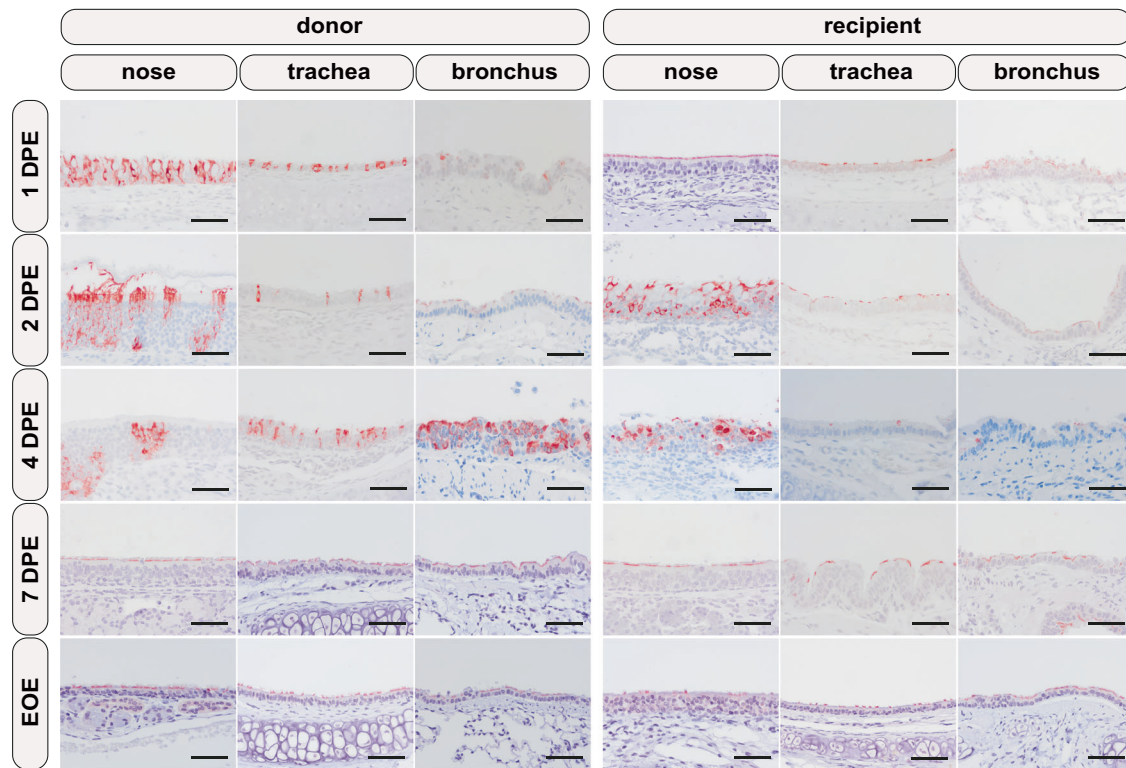 donor
recipient
nose
trachea
bronchus
nose
trachea
bronchus
1 DPE
2 DPE
4 DPE
7 DPE
EOE